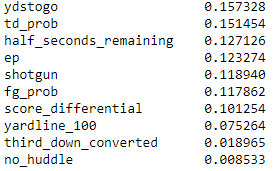 ydstogo 0.157328
td_prob 0.151454
half_seconds_remaining 0.127126
ep 0.123274
shotgun 0.118940
fg_prob 0.117862
score_differential 0.101254
yardline_100 0.075264
third_down_converted 0.018965
no_huddle 0.008533